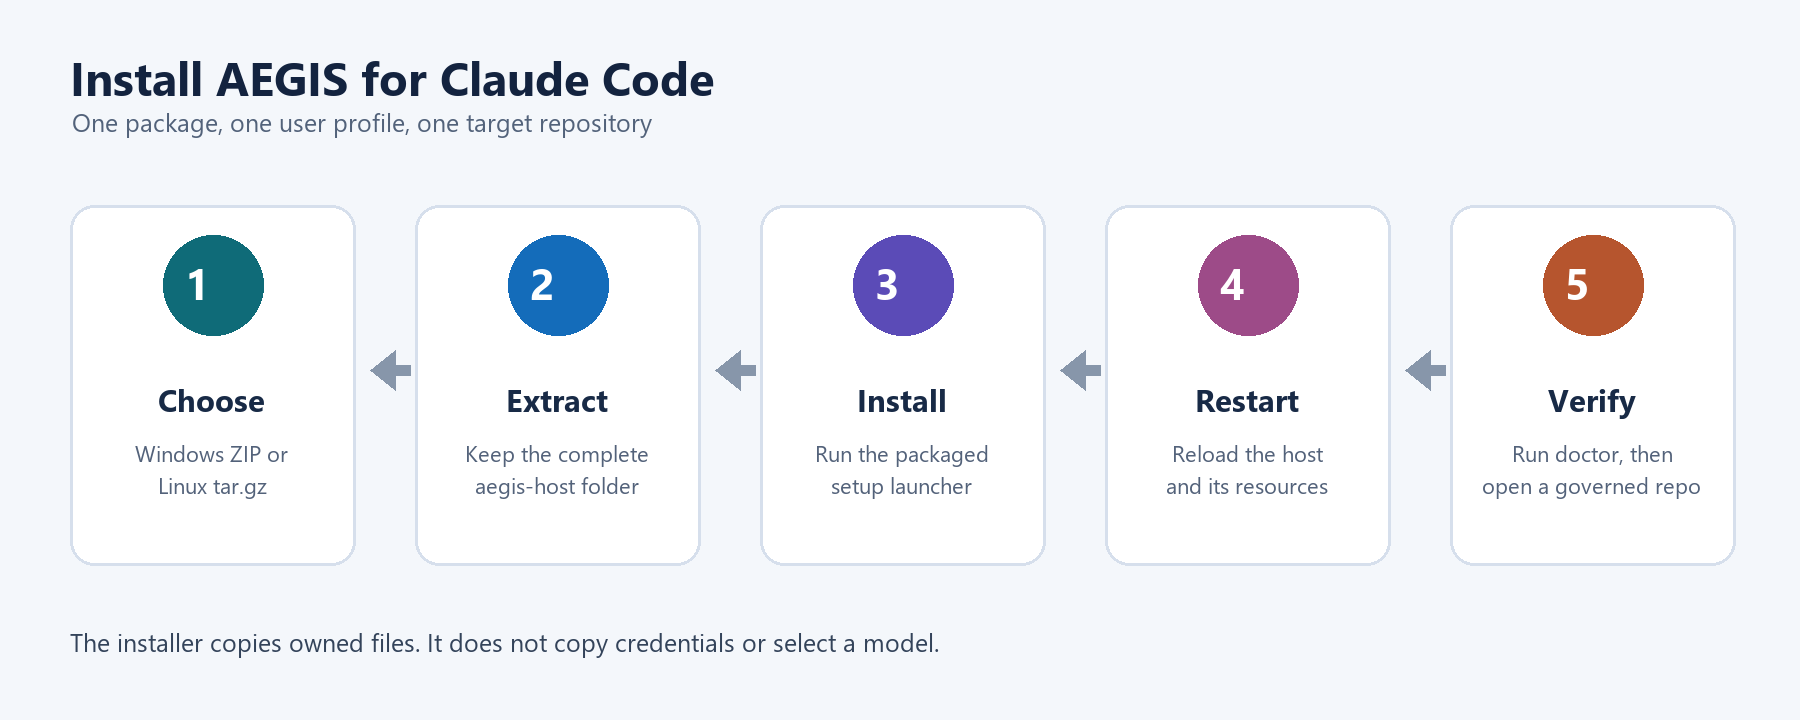 Install AEGIS for Claude Code
One package, one user profile, one target repository
1
Choose
Windows ZIP or
Linux tar.gz
2
Extract
Keep the complete
aegis-host folder
3
Install
Run the packaged
setup launcher
4
Restart
Reload the host
and its resources
5
Verify
Run doctor, then
open a governed repo
The installer copies owned files. It does not copy credentials or select a model.